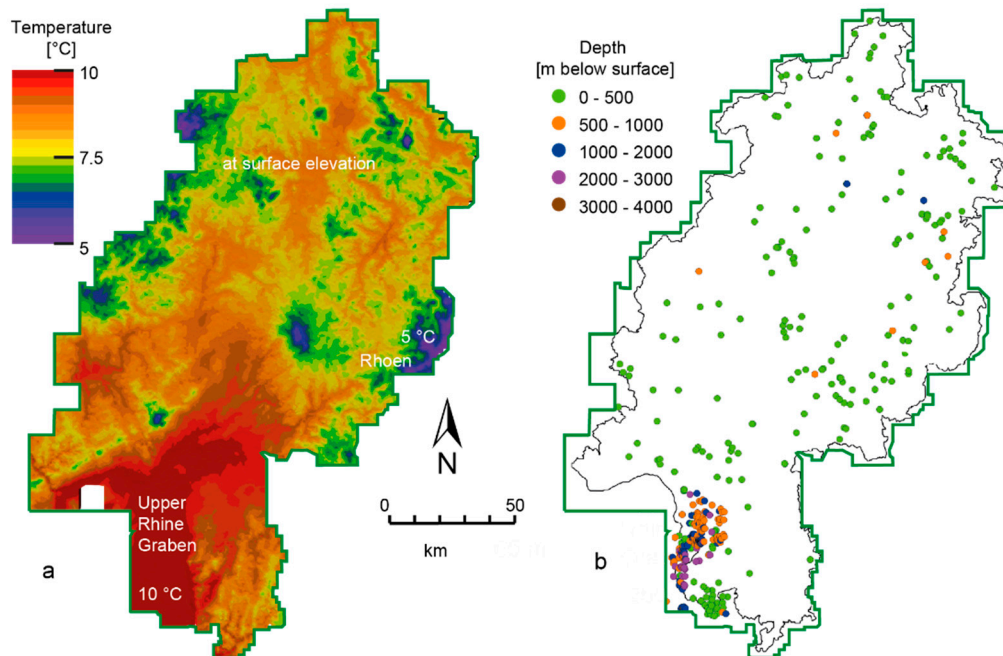 Temperature
[°C]
10
7.5
5
at surface elevation
5 °C
Rhoen
N
0 50
km
Upper
Rhine
Graben
10 °C
a
Depth
[m below surface]
0 - 500
500 - 1000
1000 - 2000
2000 - 3000
3000 - 4000
b